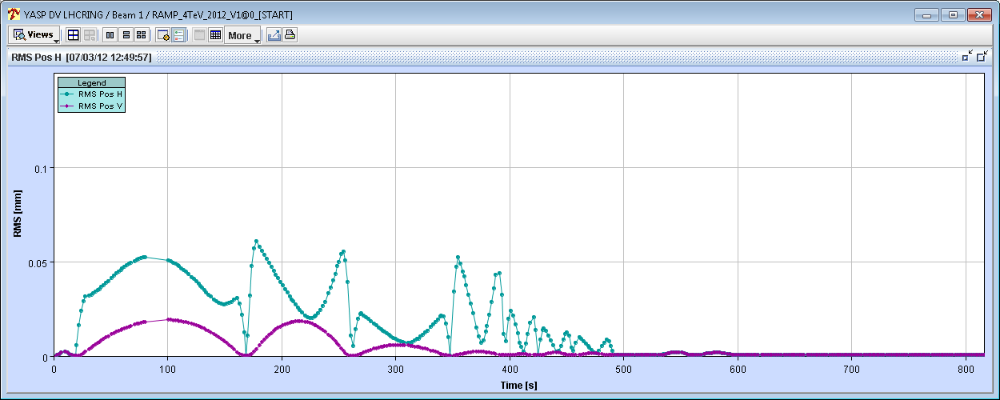 YASP DV LHCRING / Beam 1 / RAMP_4TeV_2012_V1@0_[START]
Views More
RMS Pos H [07/03/12 12:49:57]
Legend
RMS Pos H
RMS Pos V
0.1
0.05
0
RMS [mm]
0 100 200 300 400 500 600 700 800
Time [s]